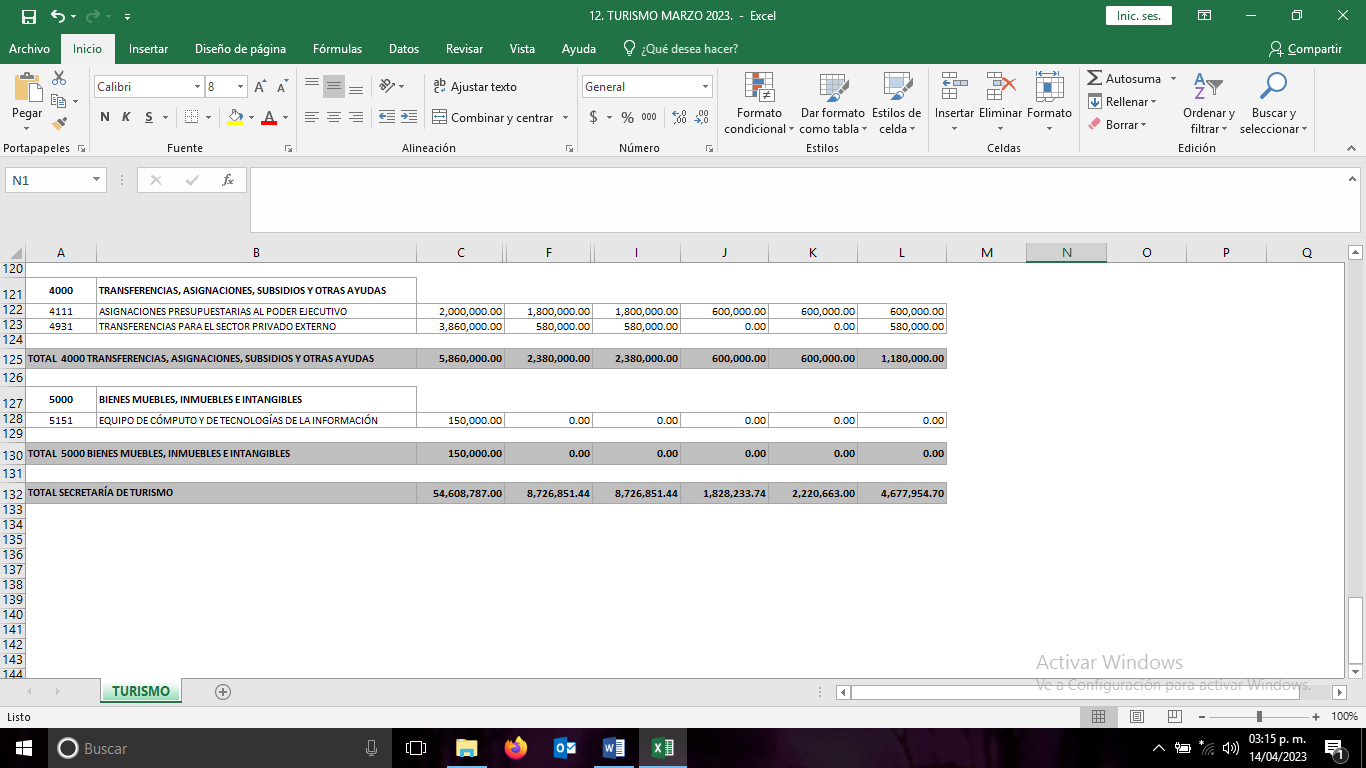 12. TURISMO MARZO 2023. - Excel
Inic. ses.
Archivo Inicio Insertar Diseño de página Fórmulas Datos Revisar Vista Ayuda ¿Qué desea hacer? Compartir
Pegar
Calibri 8
N K S A
Ajustar texto
Combinar y centrar
General
$ % 000
Formato condicional
Dar formato como tabla
Estilos de celda
Insertar Eliminar Formato
Autosuma
Rellenar
Borrar
Ordenar y filtrar
Buscar y seleccionar
Portapapeles Fuente Alineación Número Estilos Celdas Edición
N1 fx
A B C F I J K L M N O P Q
120
121 4000 TRANSFERENCIAS, ASIGNACIONES, SUBSIDIOS Y OTRAS AYUDAS
122 4111 ASIGNACIONES PRESUPUESTARIAS AL PODER EJECUTIVO 2,000,000.00 1,800,000.00 1,800,000.00 600,000.00 600,000.00 600,000.00
123 4931 TRANSFERENCIAS PARA EL SECTOR PRIVADO EXTERNO 3,860,000.00 580,000.00 580,000.00 0.00 0.00 580,000.00
124
125 TOTAL 4000 TRANSFERENCIAS, ASIGNACIONES, SUBSIDIOS Y OTRAS AYUDAS 5,860,000.00 2,380,000.00 2,380,000.00 600,000.00 600,000.00 1,180,000.00
126
127 5000 BIENES MUEBLES, INMUEBLES E INTANGIBLES
128 5151 EQUIPO DE CÓMPUTO Y DE TECNOLOGÍAS DE LA INFORMACIÓN 150,000.00 0.00 0.00 0.00 0.00 0.00
129
130 TOTAL 5000 BIENES MUEBLES, INMUEBLES E INTANGIBLES 150,000.00 0.00 0.00 0.00 0.00 0.00
131
132 TOTAL SECRETARÍA DE TURISMO 54,608,787.00 8,726,851.44 8,726,851.44 1,828,233.74 2,220,663.00 4,677,954.70
133
134
135
136
137
138
139
140
141
142
143
144
Activar Windows
Ve a Configuración para activar Windows.
TURISMO
Listo 100%
Buscar
03:15 p. m.
14/04/2023
1